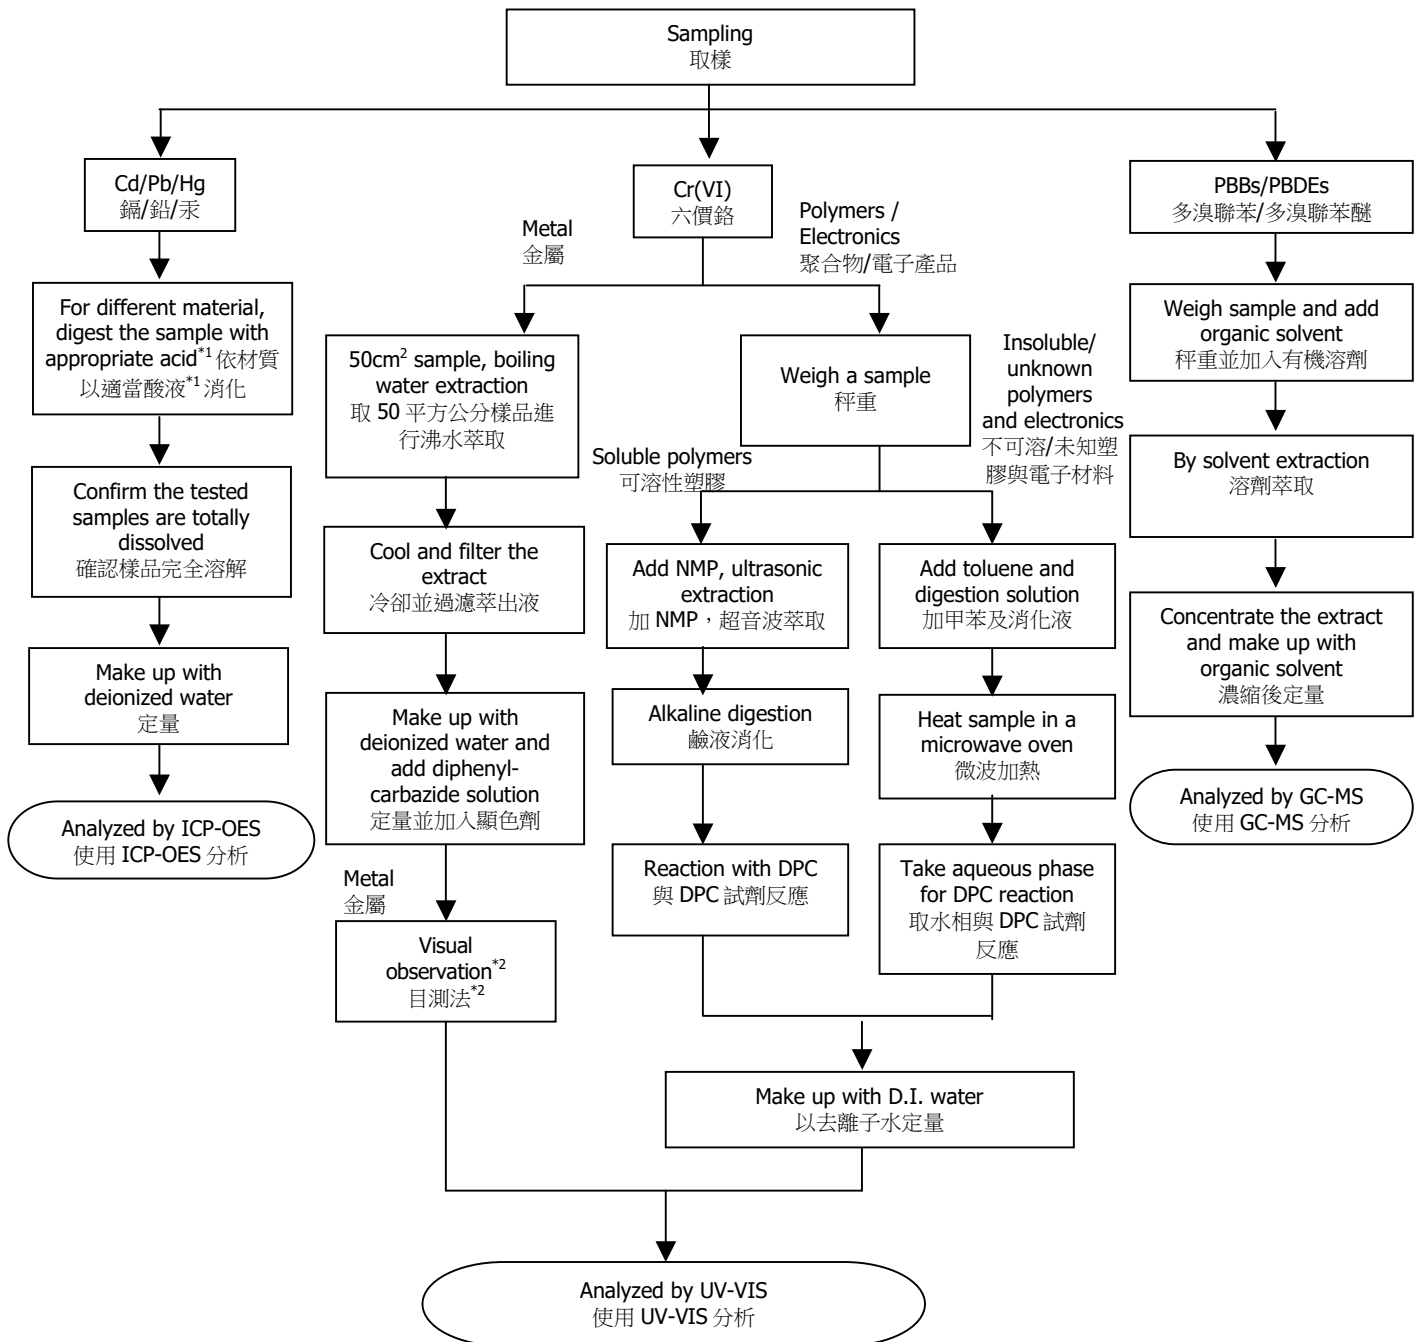 Sampling
取樣
Cd/Pb/Hg
鎘/鉛/汞
Cr(VI)
六價鉻
PBBs/PBDEs
多溴聯苯/多溴聯苯醚
Metal
金屬
Polymers /
Electronics
聚合物/電子產品
For different material,
digest the sample with
appropriate acid*1 依材質
以適當酸液*1 消化
50cm2 sample, boiling
water extraction
取 50 平方公分樣品進
行沸水萃取
Weigh a sample
秤重
Insoluble/
unknown
polymers
and electronics
不可溶/未知塑
膠與電子材料
Weigh sample and add
organic solvent
秤重並加入有機溶劑
Soluble polymers
可溶性塑膠
By solvent extraction
溶劑萃取
Confirm the tested
samples are totally
dissolved
確認樣品完全溶解
Cool and filter the
extract
冷卻並過濾萃出液
Add NMP, ultrasonic
extraction
加 NMP，超音波萃取
Add toluene and
digestion solution
加甲苯及消化液
Concentrate the extract
and make up with
organic solvent
濃縮後定量
Make up with
deionized water
定量
Make up with
deionized water and
add diphenyl-
carbazide solution
定量並加入顯色劑
Alkaline digestion
鹼液消化
Heat sample in a
microwave oven
微波加熱
Analyzed by GC-MS
使用 GC-MS 分析
Analyzed by ICP-OES
使用 ICP-OES 分析
Reaction with DPC
與 DPC 試劑反應
Take aqueous phase
for DPC reaction
取水相與 DPC 試劑
反應
Metal
金屬
Visual
observation*2
目測法*2
Make up with D.I. water
以去離子水定量
Analyzed by UV-VIS
使用 UV-VIS 分析